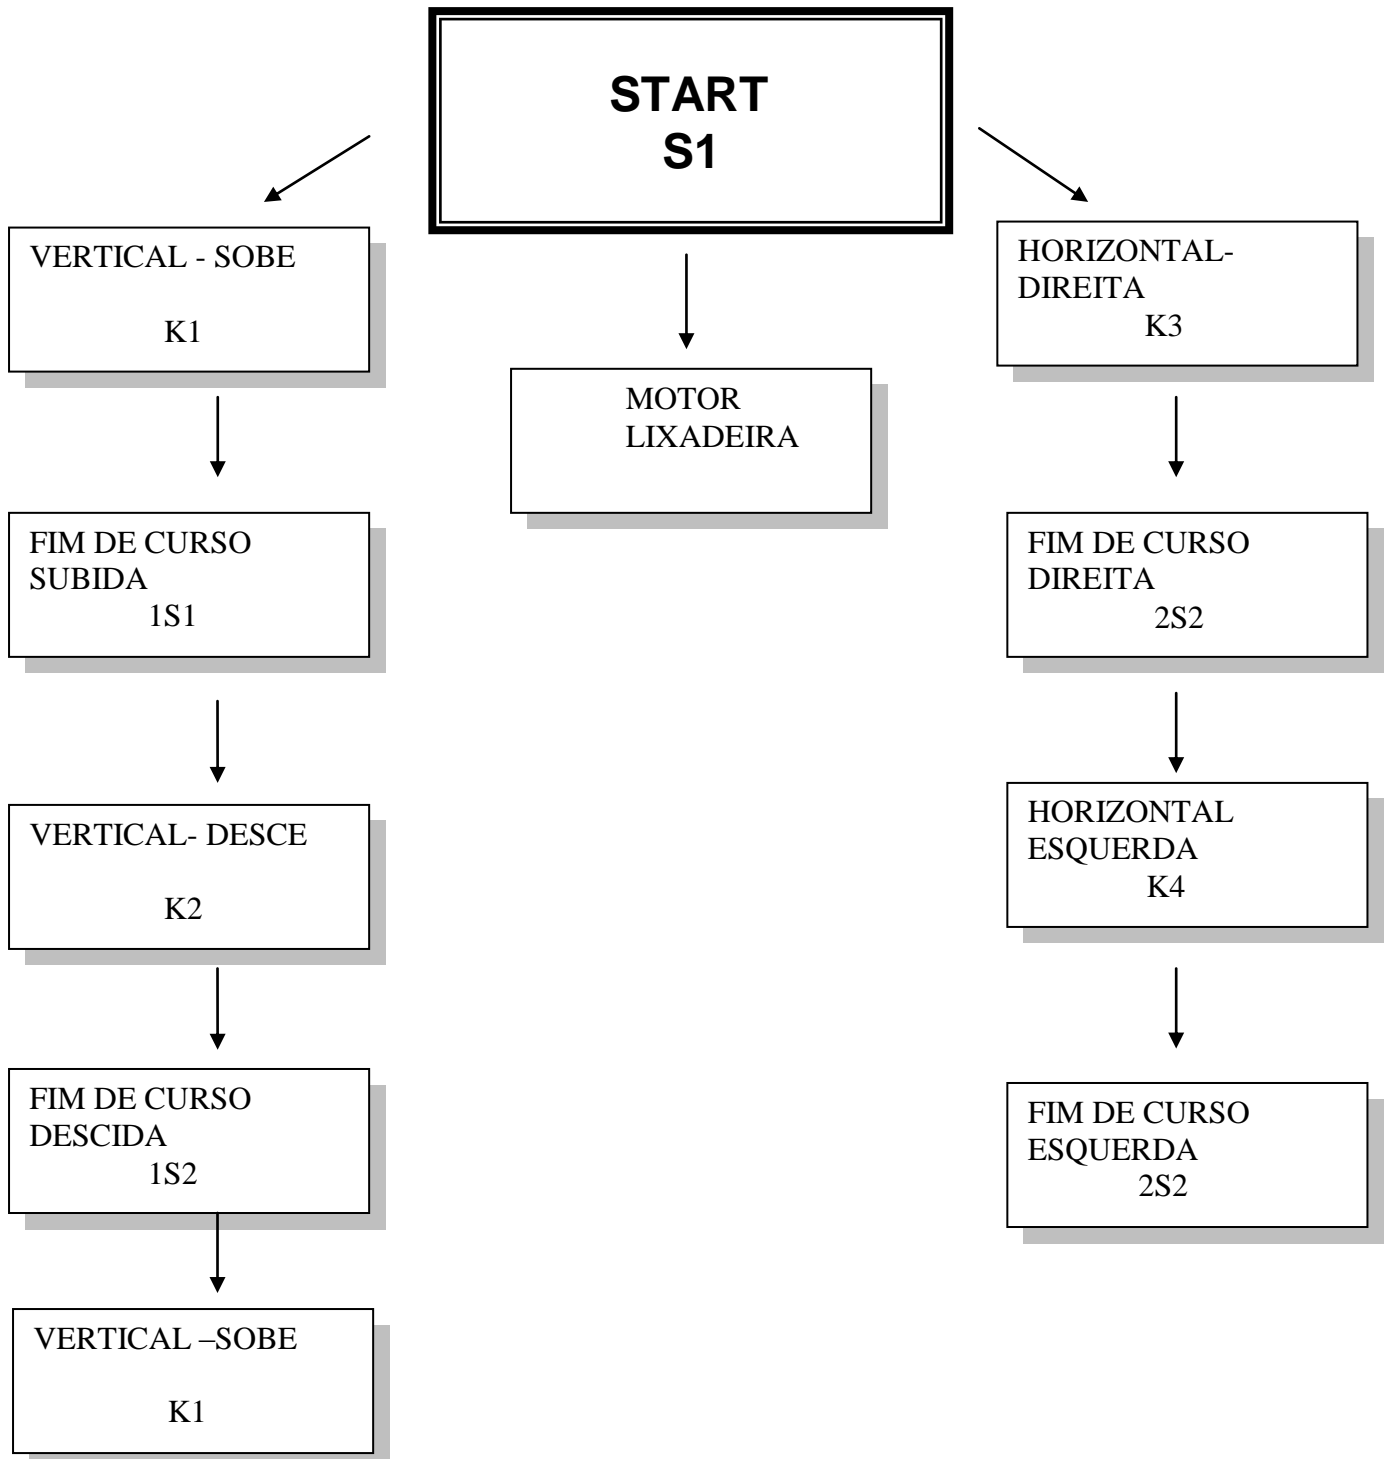 START
S1
VERTICAL - SOBE
K1
FIM DE CURSO
SUBIDA
1S1
VERTICAL- DESCE
K2
FIM DE CURSO
DESCIDA
1S2
VERTICAL –SOBE
K1
MOTOR
LIXADEIRA
HORIZONTAL-
DIREITA
K3
FIM DE CURSO
DIREITA
2S2
HORIZONTAL
ESQUERDA
K4
FIM DE CURSO
ESQUERDA
2S2